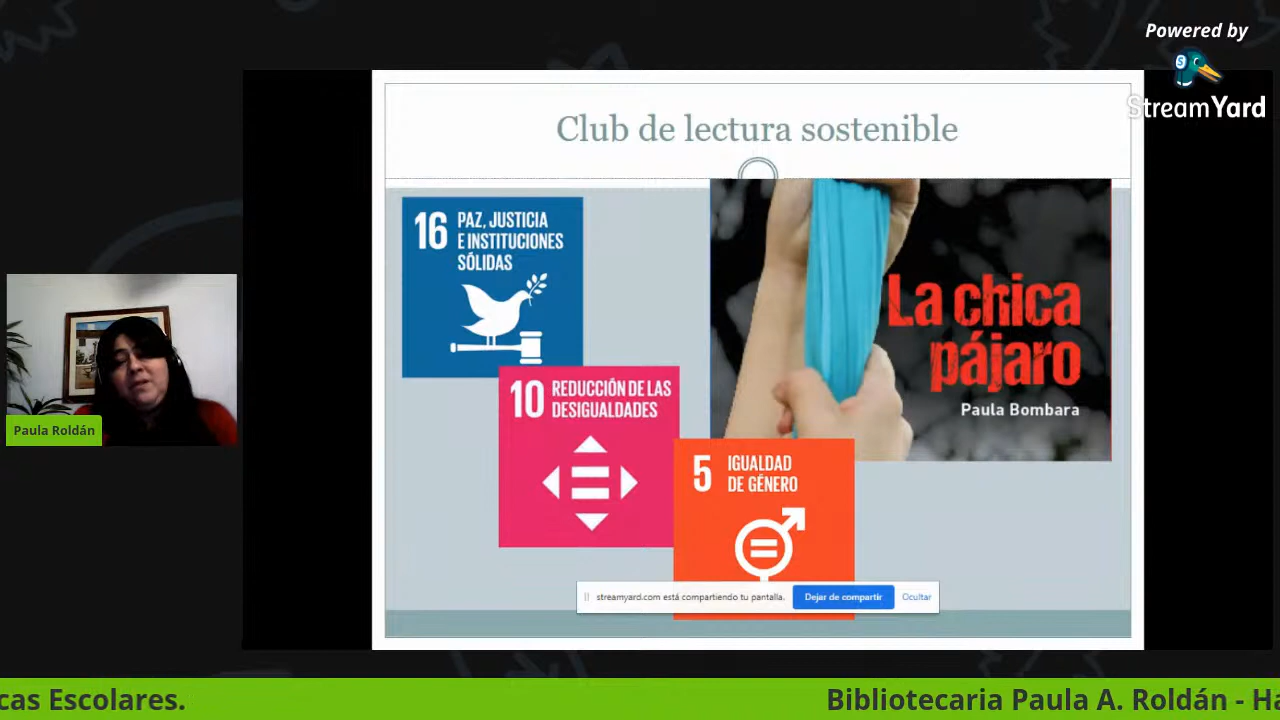 Powered by
StreamYard
Club de lectura sostenible
16 PAZ, JUSTICIA
E INSTITUCIONES
SÓLIDAS
La chica
pájaro
Paula Bombara
10 REDUCCIÓN DE LAS
DESIGUALDADES
5 IGUALDAD
DE GÉNERO
Paula Roldán
streamyard.com está compartiendo tu pantalla. Dejar de compartir Ocultar
cas Escolares. Bibliotecaria Paula A. Roldán - Ha